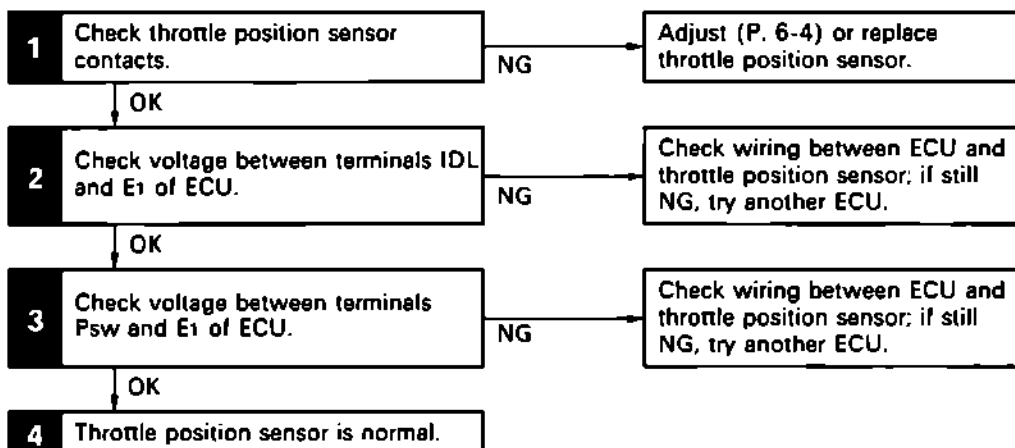 1
Check throttle position sensor
contacts.
NG
Adjust (P. 6-4) or replace
throttle position sensor.
OK
2
Check voltage between terminals IDL
and E1 of ECU.
NG
Check wiring between ECU and
throttle position sensor; if still
NG, try another ECU.
OK
3
Check voltage between terminals
Psw and E1 of ECU.
NG
Check wiring between ECU and
throttle position sensor; if still
NG, try another ECU.
OK
4
Throttle position sensor is normal.